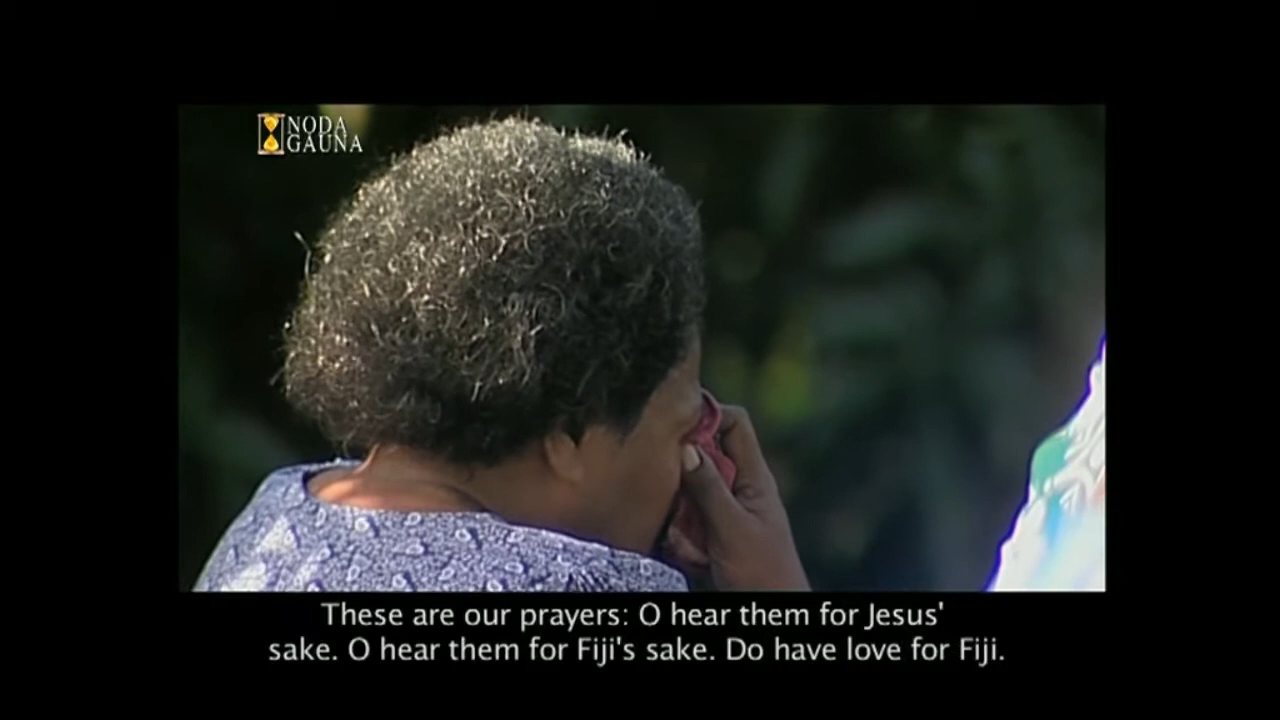 NODA
GAUNA
These are our prayers: O hear them for Jesus'
sake. O hear them for Fiji's sake. Do have love for Fiji.